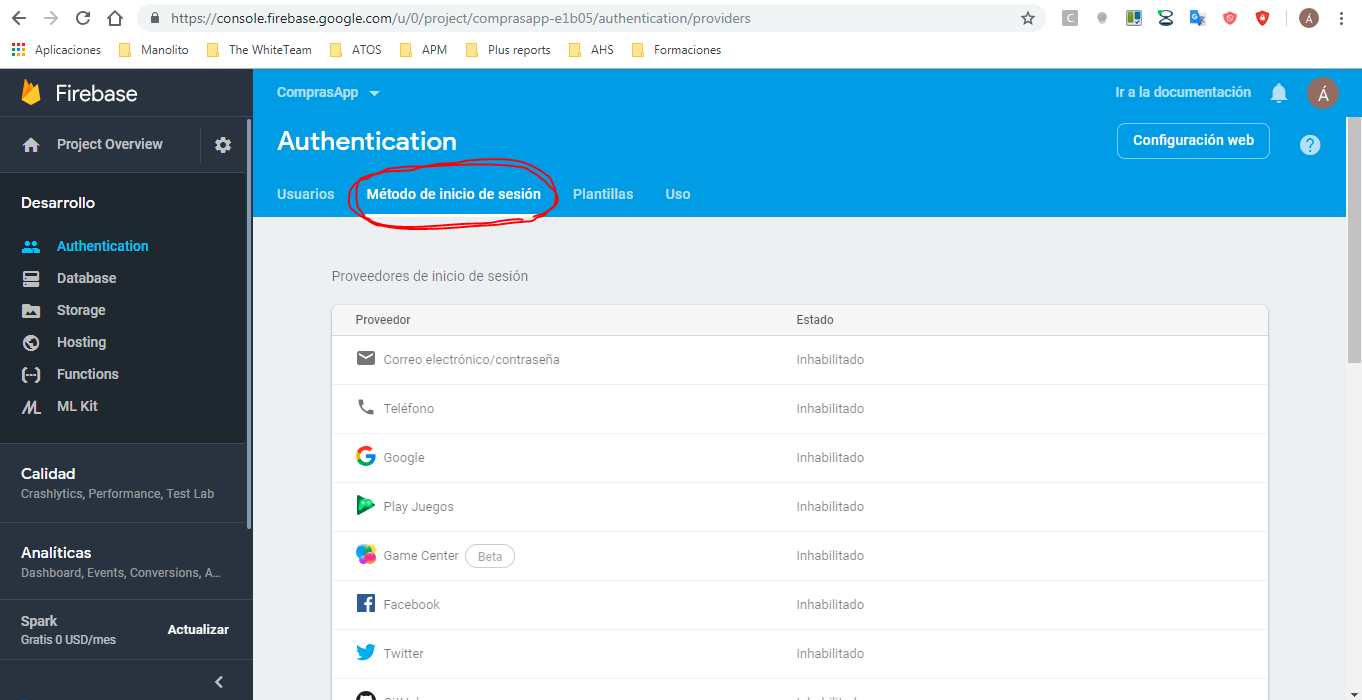 https://console.firebase.google.com/u/0/project/comprasapp-e1b05/authentication/providers
Aplicaciones Manolito The WhiteTeam ATOS APM Plus reports AHS Formaciones
Firebase
Project Overview
Desarrollo
Authentication
Database
Storage
Hosting
Functions
ML Kit
Calidad
Crashlytics, Performance, Test Lab
Analíticas
Dashboard, Events, Conversions, A...
Spark
Gratis 0 USD/mes
Actualizar
ComprasApp
Ir a la documentación
Á
Authentication
Configuración web
Usuarios Método de inicio de sesión Plantillas Uso
Proveedores de inicio de sesión
Proveedor Estado
Correo electrónico/contraseña Inhabilitado
Teléfono Inhabilitado
Google Inhabilitado
Play Juegos Inhabilitado
Game Center Beta Inhabilitado
Facebook Inhabilitado
Twitter Inhabilitado